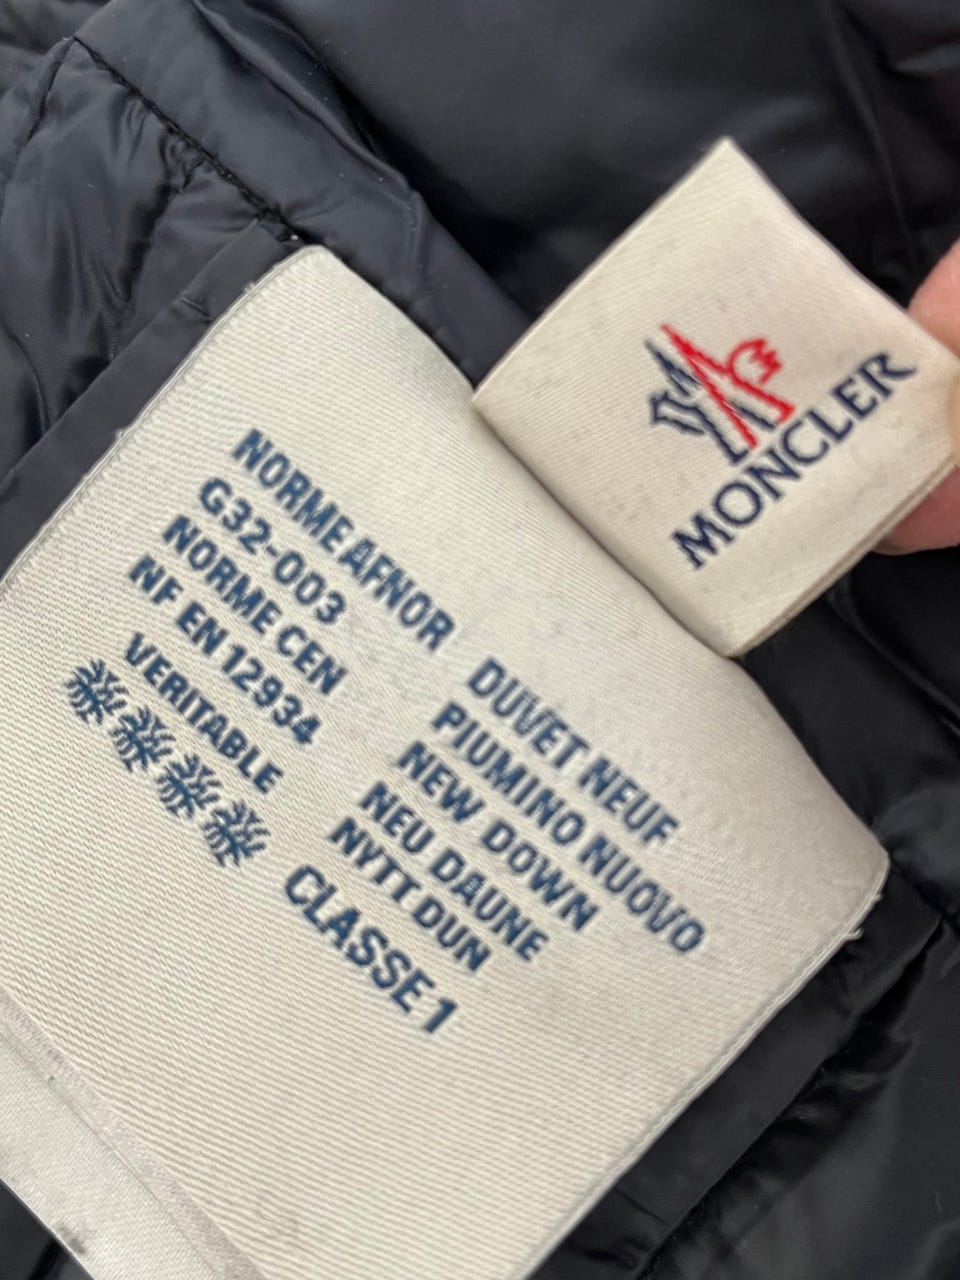 MONCLER
NORME AFNOR
G32-003
NORME CEN
NF EN 12934
VERITABLE
DUVET NEUF
PIUMINO NUOVO
NEW DOWN
NEU DAUNE
NYTT DUN
CLASSE 1